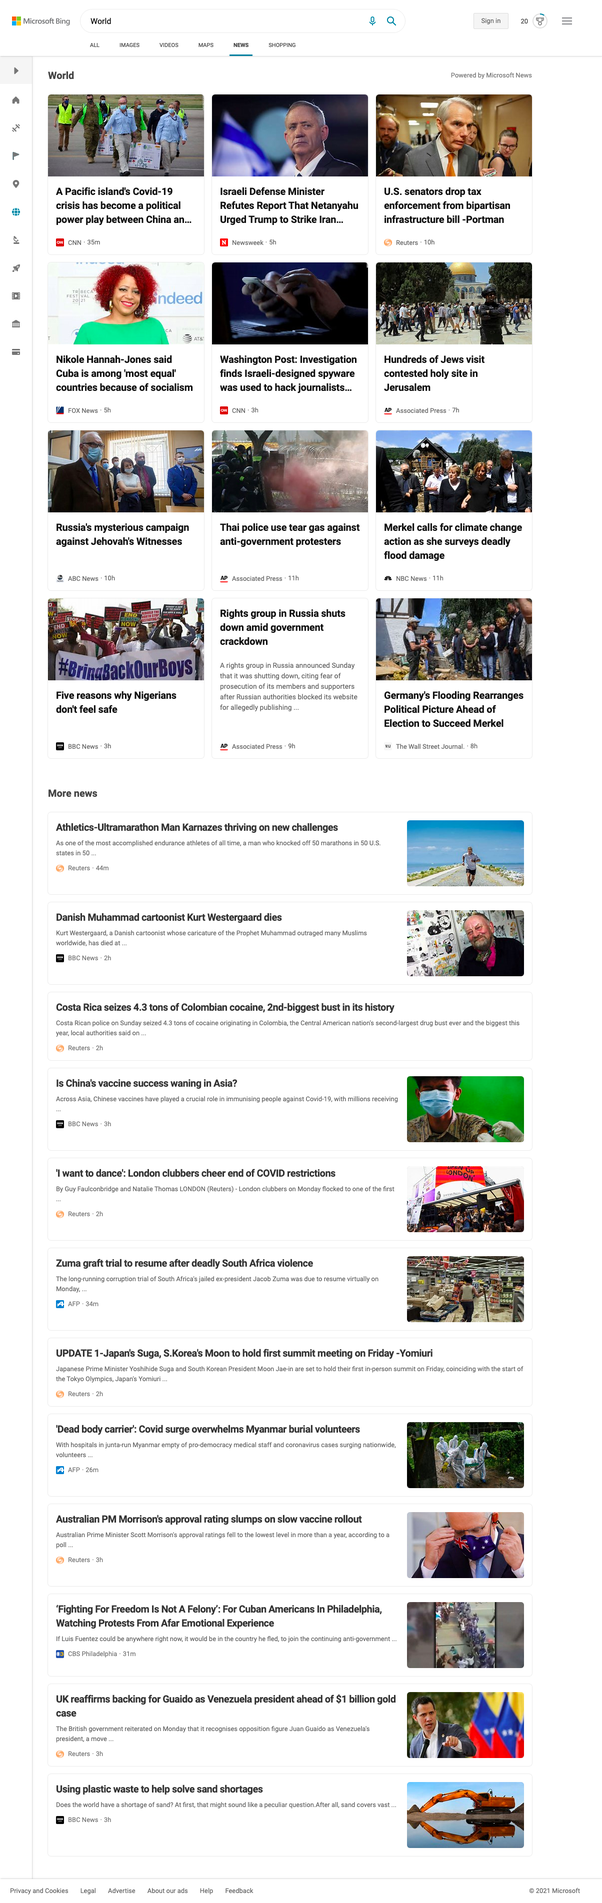 Microsoft Bing
World
Sign in
20
ALL IMAGES VIDEOS MAPS NEWS SHOPPING
World
Powered by Microsoft News
A Pacific island's Covid-19
crisis has become a political
power play between China an...
CNN · 35m
Israeli Defense Minister
Refutes Report That Netanyahu
Urged Trump to Strike Iran...
Newsweek · 5h
U.S. senators drop tax
enforcement from bipartisan
infrastructure bill -Portman
Reuters · 10h
indeed
AT&T
Nikole Hannah-Jones said
Cuba is among 'most equal'
countries because of socialism
FOX News · 5h
Washington Post: Investigation
finds Israeli-designed spyware
was used to hack journalists...
CNN · 3h
Hundreds of Jews visit
contested holy site in
Jerusalem
AP Associated Press · 7h
Russia's mysterious campaign
against Jehovah's Witnesses
ABC News · 10h
Thai police use tear gas against
anti-government protesters
AP Associated Press · 11h
Merkel calls for climate change
action as she surveys deadly
flood damage
NBC News · 11h
#BringBackOurBoys
Five reasons why Nigerians
don't feel safe
BBC News · 3h
Rights group in Russia shuts
down amid government
crackdown
A rights group in Russia announced Sunday
that it was shutting down, citing fear of
prosecution of its members and supporters
after Russian authorities blocked its website
for allegedly publishing ...
AP Associated Press · 9h
Germany's Flooding Rearranges
Political Picture Ahead of
Election to Succeed Merkel
The Wall Street Journal. · 8h
More news
Athletics-Ultramarathon Man Karnazes thriving on new challenges
As one of the most accomplished endurance athletes of all time, a man who knocked off 50 marathons in 50 U.S.
states in 50 ...
Reuters · 44m
Danish Muhammad cartoonist Kurt Westergaard dies
Kurt Westergaard, a Danish cartoonist whose caricature of the Prophet Muhammad outraged many Muslims
worldwide, has died at ...
BBC News · 2h
Costa Rica seizes 4.3 tons of Colombian cocaine, 2nd-biggest bust in its history
Costa Rican police on Sunday seized 4.3 tons of cocaine originating in Colombia, the Central American nation's second-largest drug bust ever and the biggest this
year, local authorities said on ...
Reuters · 2h
Is China's vaccine success waning in Asia?
Across Asia, Chinese vaccines have played a crucial role in immunising people against Covid-19, with millions receiving
...
BBC News · 3h
'I want to dance': London clubbers cheer end of COVID restrictions
By Guy Faulconbridge and Natalie Thomas LONDON (Reuters) - London clubbers on Monday flocked to one of the first
...
Reuters · 2h
Zuma graft trial to resume after deadly South Africa violence
The long-running corruption trial of South Africa's jailed ex-president Jacob Zuma was due to resume virtually on
Monday, ...
AFP · 34m
UPDATE 1-Japan's Suga, S.Korea's Moon to hold first summit meeting on Friday -Yomiuri
Japanese Prime Minister Yoshihide Suga and South Korean President Moon Jae-in are set to hold their first in-person summit on Friday, coinciding with the start of
the Tokyo Olympics, Japan's Yomiuri ...
Reuters · 2h
'Dead body carrier': Covid surge overwhelms Myanmar burial volunteers
With hospitals in junta-run Myanmar empty of pro-democracy medical staff and coronavirus cases surging nationwide,
volunteers ...
AFP · 26m
Australian PM Morrison's approval rating slumps on slow vaccine rollout
Australian Prime Minister Scott Morrison's approval ratings fell to the lowest level in more than a year, according to a
poll ...
Reuters · 3h
'Fighting For Freedom Is Not A Felony': For Cuban Americans In Philadelphia,
Watching Protests From Afar Emotional Experience
If Luis Fuentez could be anywhere right now, it would be in the country he fled, to join the continuing anti-government ...
CBS Philadelphia · 31m
UK reaffirms backing for Guaido as Venezuela president ahead of $1 billion gold
case
The British government reiterated on Monday that it recognises opposition figure Juan Guaido as Venezuela's
president, a move ...
Reuters · 3h
Using plastic waste to help solve sand shortages
Does the world have a shortage of sand? At first, that might sound like a peculiar question.After all, sand covers vast ...
BBC News · 3h
Privacy and Cookies Legal Advertise About our ads Help Feedback
© 2021 Microsoft